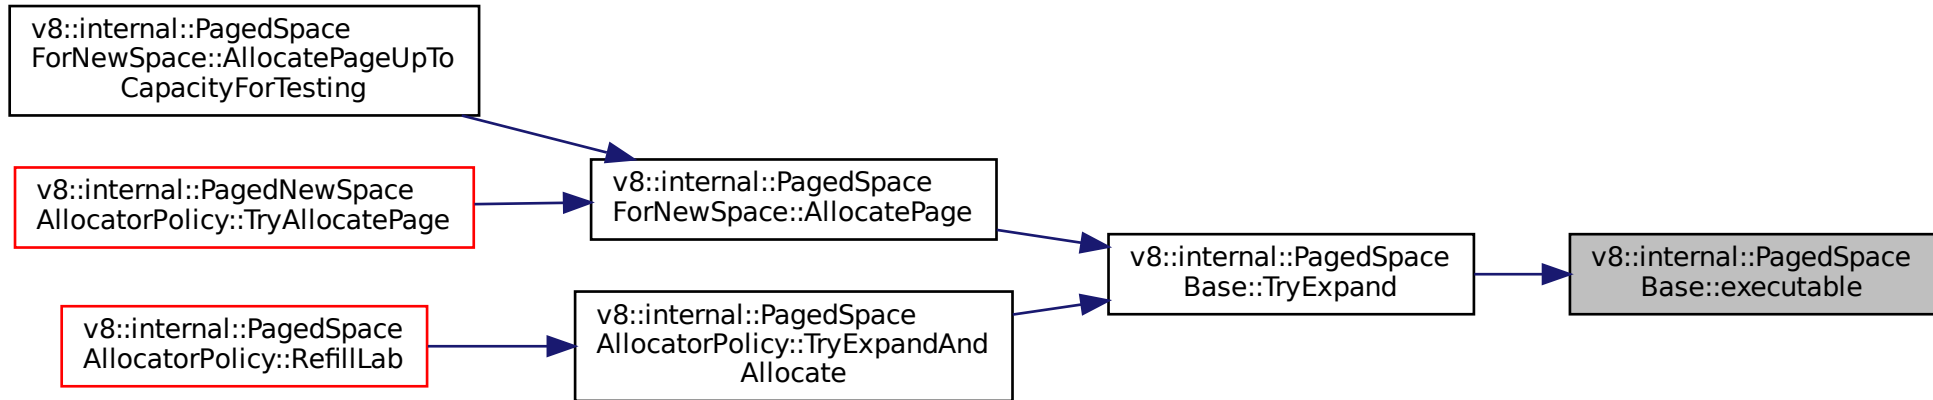 v8::internal::PagedSpace
ForNewSpace::AllocatePageUpTo
CapacityForTesting
v8::internal::PagedNewSpace
AllocatorPolicy::TryAllocatePage
v8::internal::PagedSpace
AllocatorPolicy::RefillLab
v8::internal::PagedSpace
ForNewSpace::AllocatePage
v8::internal::PagedSpace
AllocatorPolicy::TryExpandAnd
Allocate
v8::internal::PagedSpace
Base::TryExpand
v8::internal::PagedSpace
Base::executable